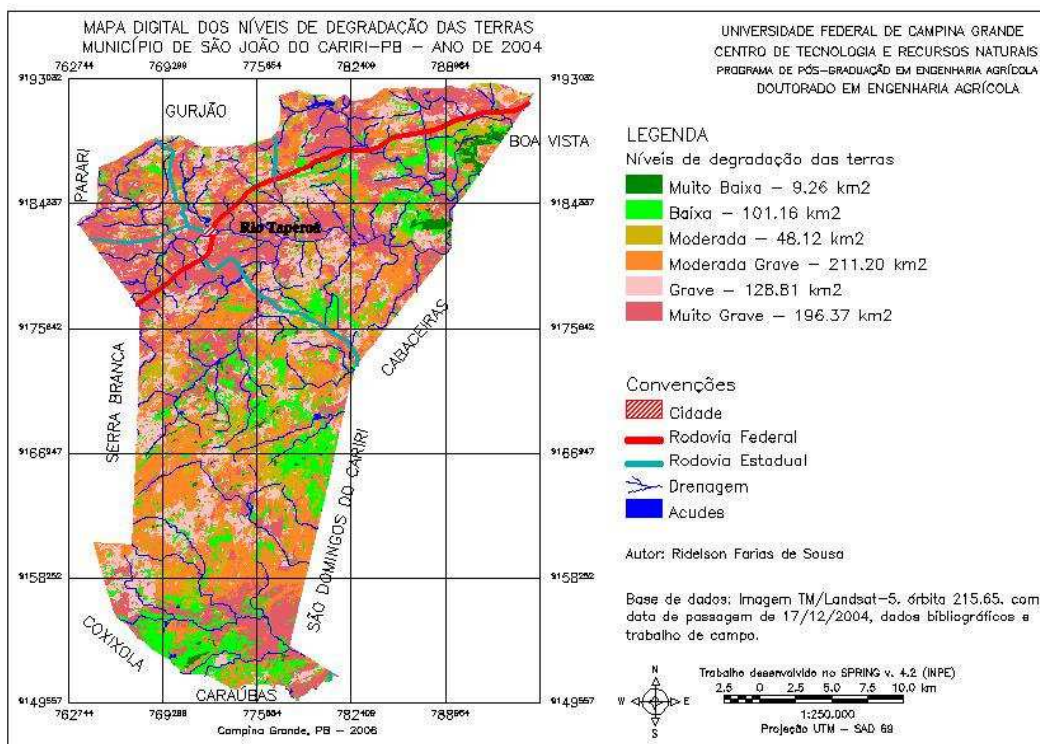 MAPA DIGITAL DOS NÍVEIS DE DEGRADAÇÃO DAS TERRAS
MUNICÍPIO DE SÃO JOÃO DO CARIRI-PB - ANO DE 2004
UNIVERSIDADE FEDERAL DE CAMPINA GRANDE
CENTRO DE TECNOLOGIA E RECURSOS NATURAIS
PROGRAMA DE PÓS-GRADUAÇÃO EM ENGENHARIA AGRÍCOLA
DOUTORADO EM ENGENHARIA AGRÍCOLA
762744 769299 775854 782409 788964
9193032 9193032
GURJÃO
BOA VISTA
PARARI
9184337 9184337
Rio Taperoá
9175642 9175642
CABACEIRAS
SERRA BRANCA
9166947 9166947
SÃO DOMINGOS DO CARIRI
9158252 9158252
COXIXOLA
CARAÚBAS
9149557 9149557
762744 769299 775854 782409 788964
Campina Grande, PB - 2006
LEGENDA
Níveis de degradação das terras
Muito Baixa - 9.26 km2
Baixa - 101.16 km2
Moderada - 48.12 km2
Moderada Grave - 211.20 km2
Grave - 128.81 km2
Muito Grave - 196.37 km2
Convenções
Cidade
Rodovia Federal
Rodovia Estadual
Drenagem
Acudes
Autor: Ridelson Farias de Sousa
Base de dados: Imagem TM/Landsat-5, órbita 215.65, com
data de passagem de 17/12/2004, dados bibliográficos e
trabalho de campo.
N
W E
S
Trabalho desenvolvido no SPRING v. 4.2 (INPE)
2.5 0 2.5 5.0 7.5 10.0 km
1:250.000
Projeção UTM - SAD 69